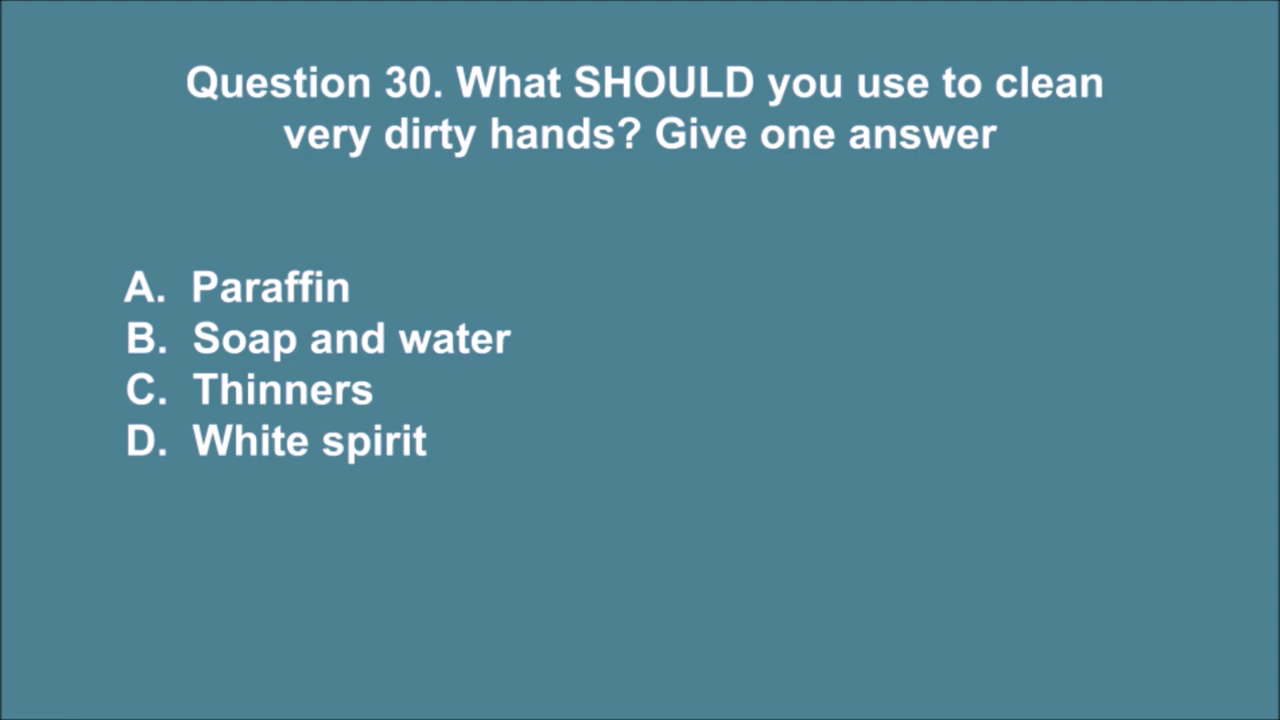 Question 30. What SHOULD you use to clean
very dirty hands? Give one answer
A. Paraffin
B. Soap and water
C. Thinners
D. White spirit